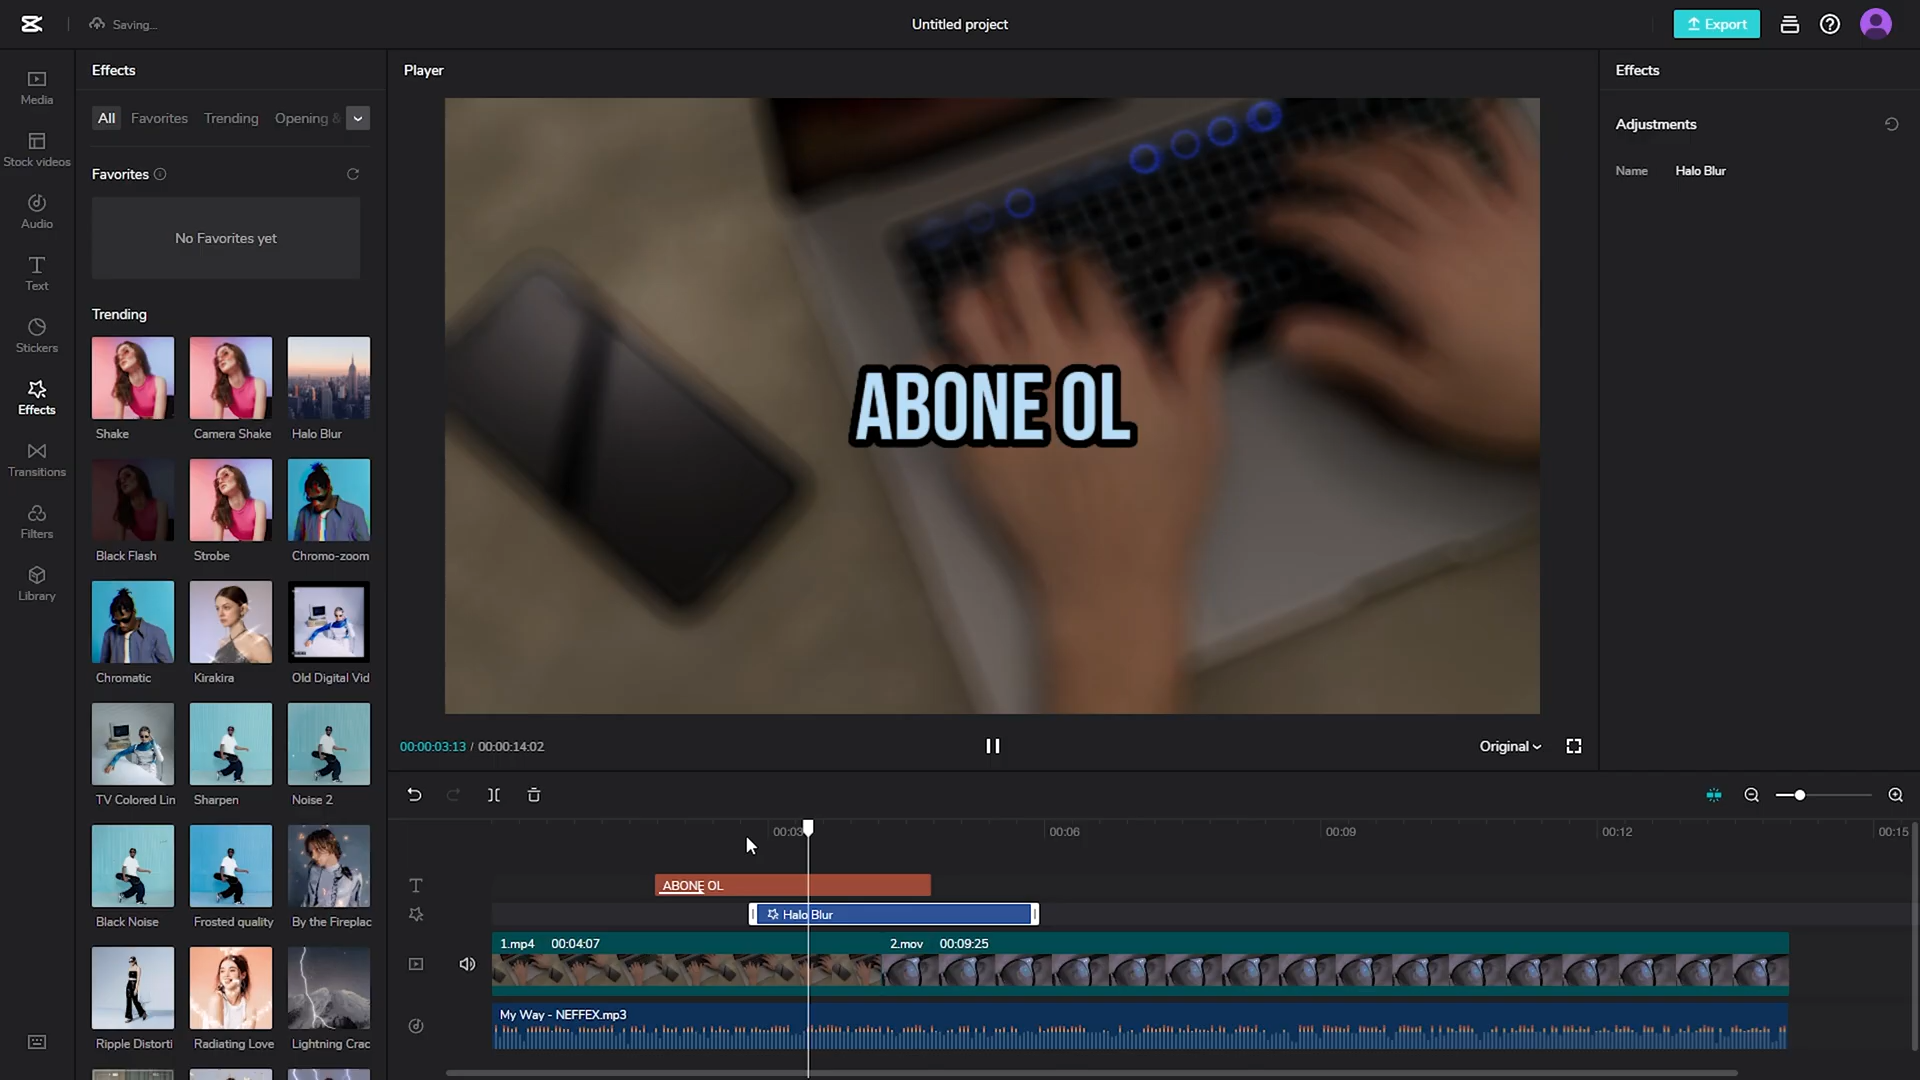 Saving...
Untitled project
Export
Media
Stock videos
Audio
Text
Stickers
Effects
Transitions
Filters
Library
Effects
All Favorites Trending Opening &
Favorites
No Favorites yet
Trending
Shake Camera Shake Halo Blur
Black Flash Strobe Chromo-zoom
Chromatic Kirakira Old Digital Vid
TV Colored Lin Sharpen Noise 2
Black Noise Frosted quality By the Fireplac
Ripple Distorti Radiating Love Lightning Crac
Player
ABONE OL
00:00:03:13 / 00:00:14:02
Original
Effects
Adjustments
Name Halo Blur
00:03 00:06 00:09 00:12 00:15
ABONE OL
Halo Blur
1.mp4 00:04:07 2.mov 00:09:25
My Way - NEFFEX.mp3